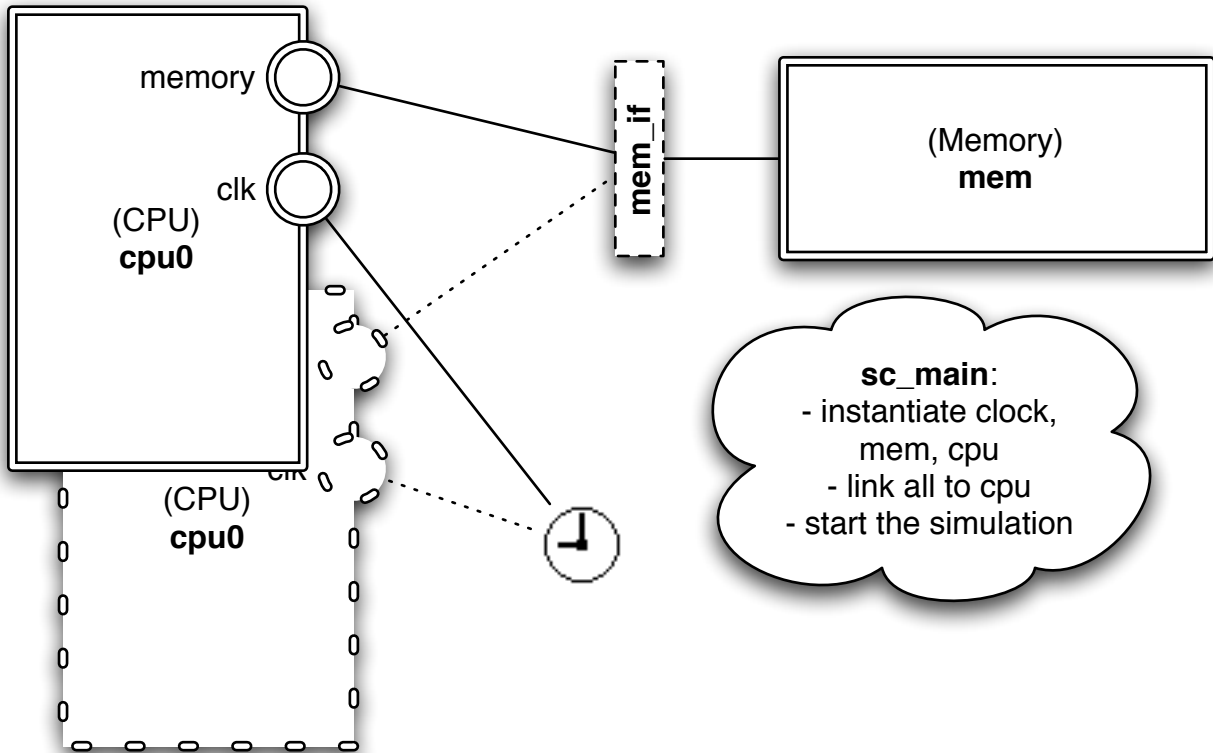 memory
clk
(CPU)
cpu0
clk
(CPU)
cpu0
mem_if
(Memory)
mem
sc_main:
- instantiate clock,
mem, cpu
- link all to cpu
- start the simulation